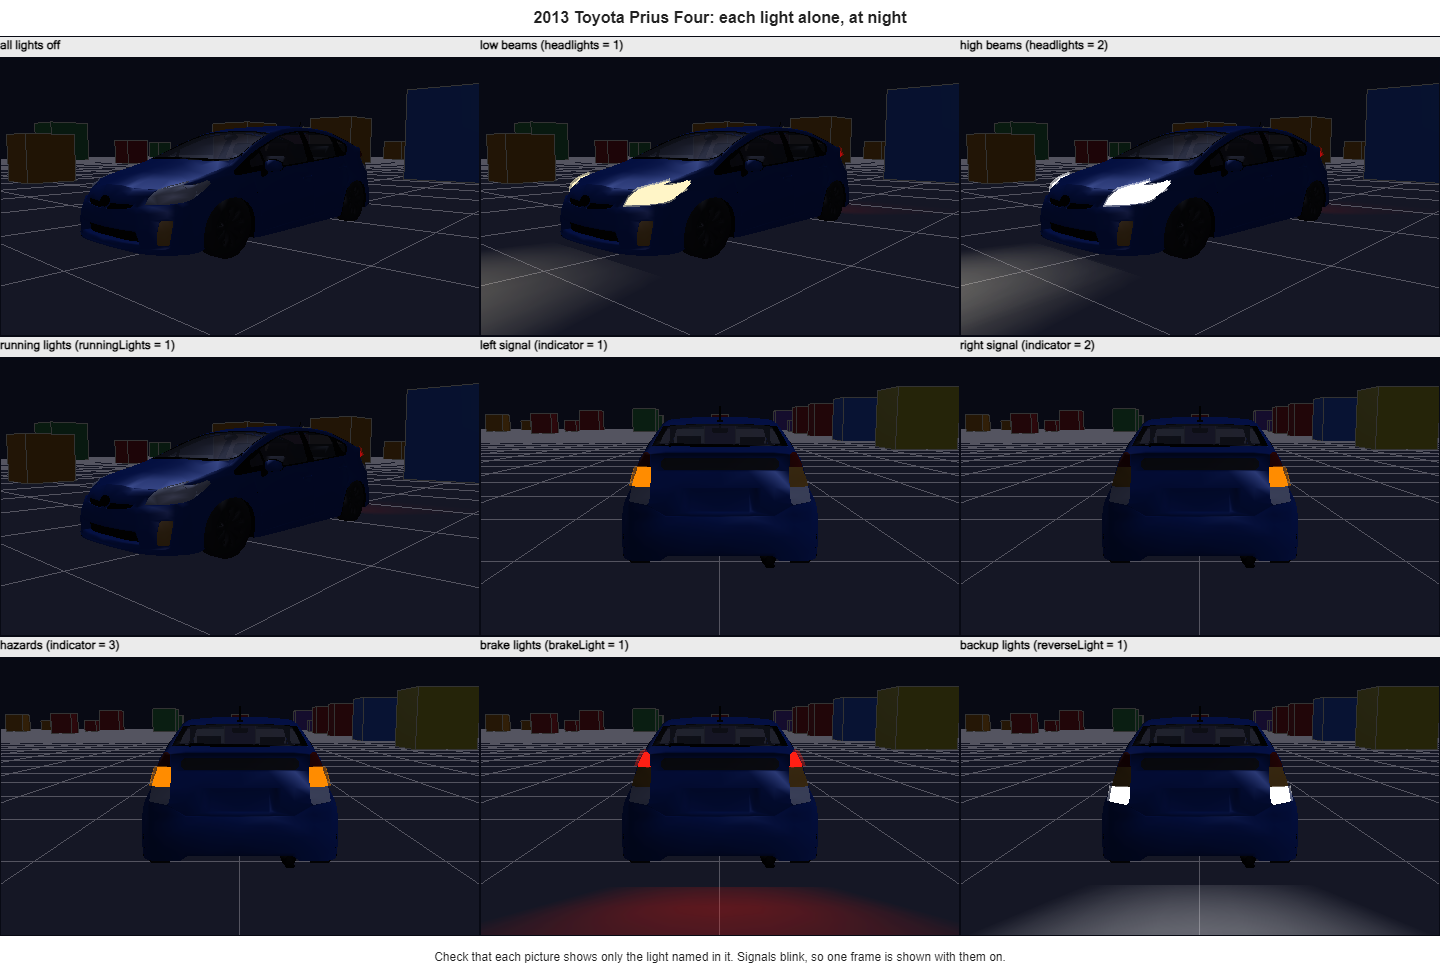 2013 Toyota Prius Four: each light alone, at night
all lights off
low beams (headlights = 1)
high beams (headlights = 2)
running lights (runningLights = 1)
left signal (indicator = 1)
right signal (indicator = 2)
hazards (indicator = 3)
brake lights (brakeLight = 1)
backup lights (reverseLight = 1)
Check that each picture shows only the light named in it. Signals blink, so one frame is shown with them on.